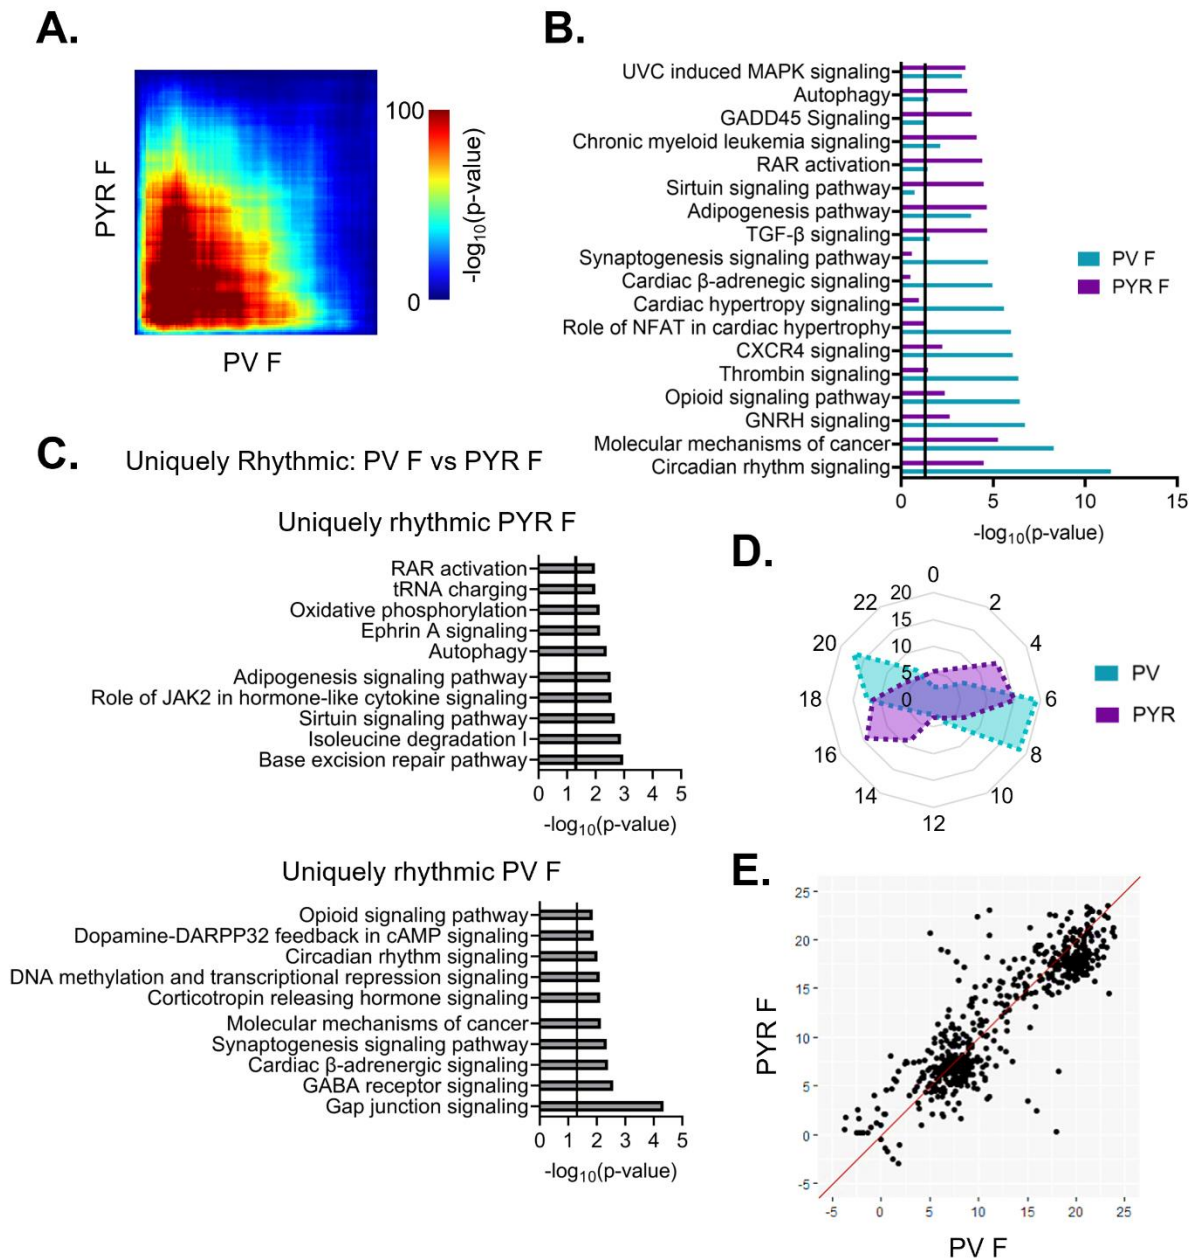 A.
100
0
-log10(p-value)
PYR F
PV F
B.
UVC induced MAPK signaling
Autophagy
GADD45 Signaling
Chronic myeloid leukemia signaling
RAR activation
Sirtuin signaling pathway
Adipogenesis pathway
TGF-β signaling
Synaptogenesis signaling pathway
Cardiac β-adrenegic signaling
Cardiac hypertropy signaling
Role of NFAT in cardiac hypertrophy
CXCR4 signaling
Thrombin signaling
Opioid signaling pathway
GNRH signaling
Molecular mechanisms of cancer
Circadian rhythm signaling
0 5 10 15
-log10(p-value)
PV F
PYR F
C.
Uniquely Rhythmic: PV F vs PYR F
Uniquely rhythmic PYR F
RAR activation
tRNA charging
Oxidative phosphorylation
Ephrin A signaling
Autophagy
Adipogenesis signaling pathway
Role of JAK2 in hormone-like cytokine signaling
Sirtuin signaling pathway
Isoleucine degradation I
Base excision repair pathway
0 1 2 3 4 5
-log10(p-value)
Uniquely rhythmic PV F
Opioid signaling pathway
Dopamine-DARPP32 feedback in cAMP signaling
Circadian rhythm signaling
DNA methylation and transcriptional repression signaling
Corticotropin releasing hormone signaling
Molecular mechanisms of cancer
Synaptogenesis signaling pathway
Cardiac β-adrenergic signaling
GABA receptor signaling
Gap junction signaling
0 1 2 3 4 5
-log10(p-value)
D.
0
2
4
6
8
10
12
14
16
18
20
22
20
15
10
5
0
PV
PYR
E.
25
20
15
10
5
0
-5
PYR F
-5 0 5 10 15 20 25
PV F